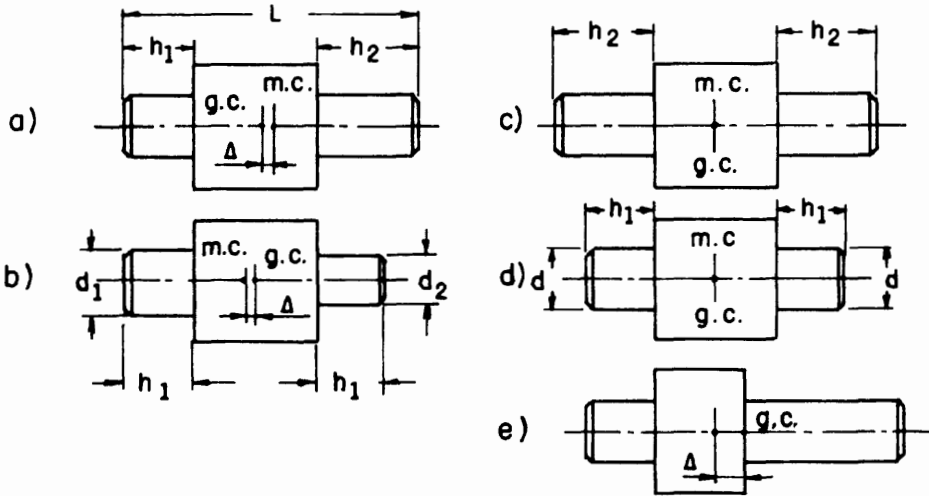 L
h₁
h₂
a)
g.c.
m.c.
Δ
b)
d₁
m.c.
g.c.
Δ
d₂
h₁
h₁
h₂
h₂
c)
m.c.
g.c.
h₁
h₁
d)
d
m.c
g.c.
d
e)
g.c.
Δ